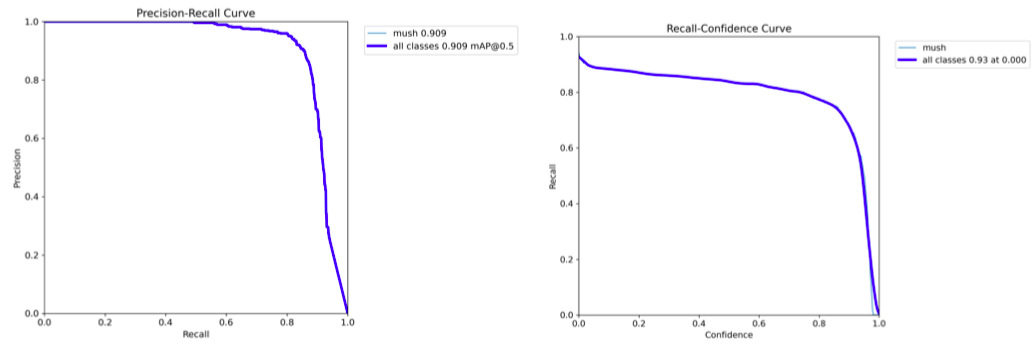 Precision-Recall Curve
mush 0.909
all classes 0.909 mAP@0.5
1.0
0.8
0.6
0.4
0.2
0.0
Precision
0.0 0.2 0.4 0.6 0.8 1.0
Recall
Recall-Confidence Curve
mush
all classes 0.93 at 0.000
1.0
0.8
0.6
0.4
0.2
0.0
Recall
0.0 0.2 0.4 0.6 0.8 1.0
Confidence